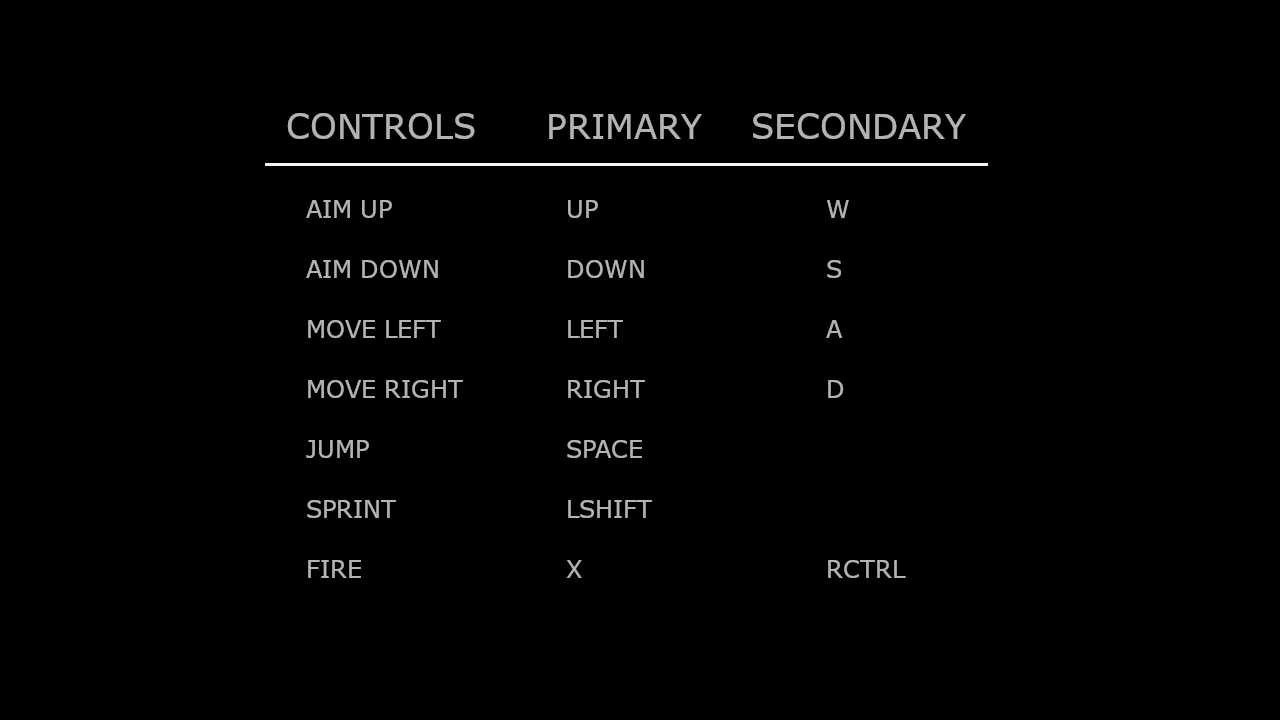 CONTROLS PRIMARY SECONDARY
AIM UP UP W
AIM DOWN DOWN S
MOVE LEFT LEFT A
MOVE RIGHT RIGHT D
JUMP SPACE
SPRINT LSHIFT
FIRE X RCTRL